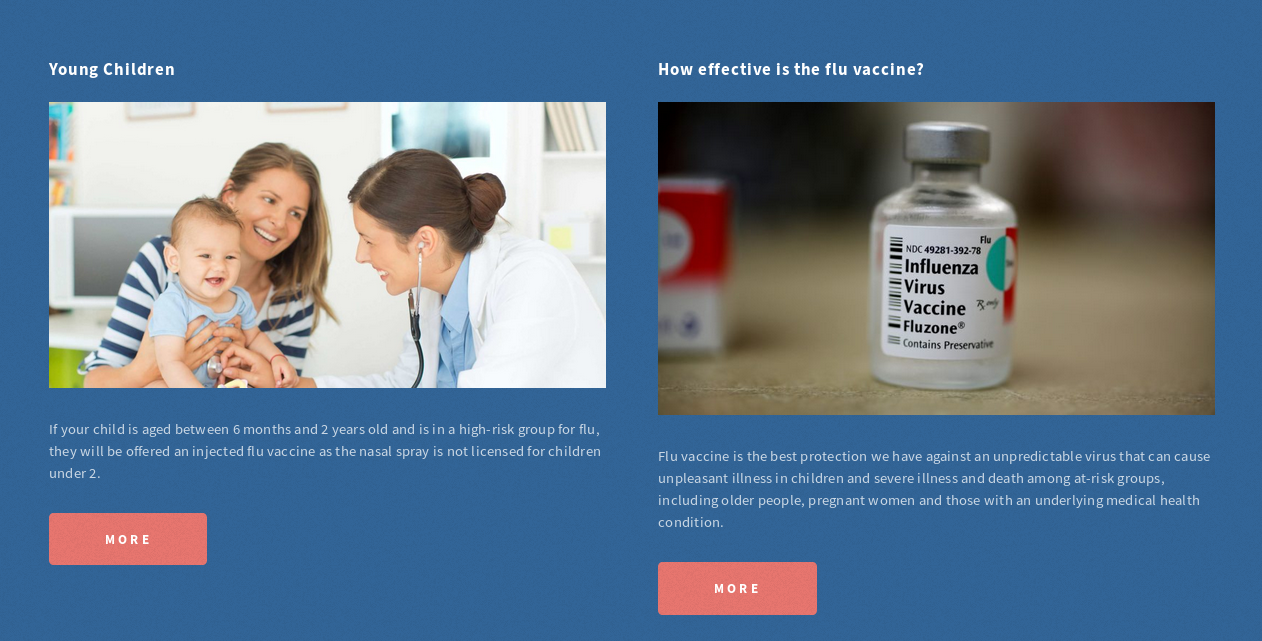 Young Children
If your child is aged between 6 months and 2 years old and is in a high-risk group for flu,
they will be offered an injected flu vaccine as the nasal spray is not licensed for children
under 2.
MORE
How effective is the flu vaccine?
Flu
NDC 49281-392-78
Influenza
Virus
Vaccine
Rx only
Fluzone®
Contains Preservative
Flu vaccine is the best protection we have against an unpredictable virus that can cause
unpleasant illness in children and severe illness and death among at-risk groups,
including older people, pregnant women and those with an underlying medical health
condition.
MORE